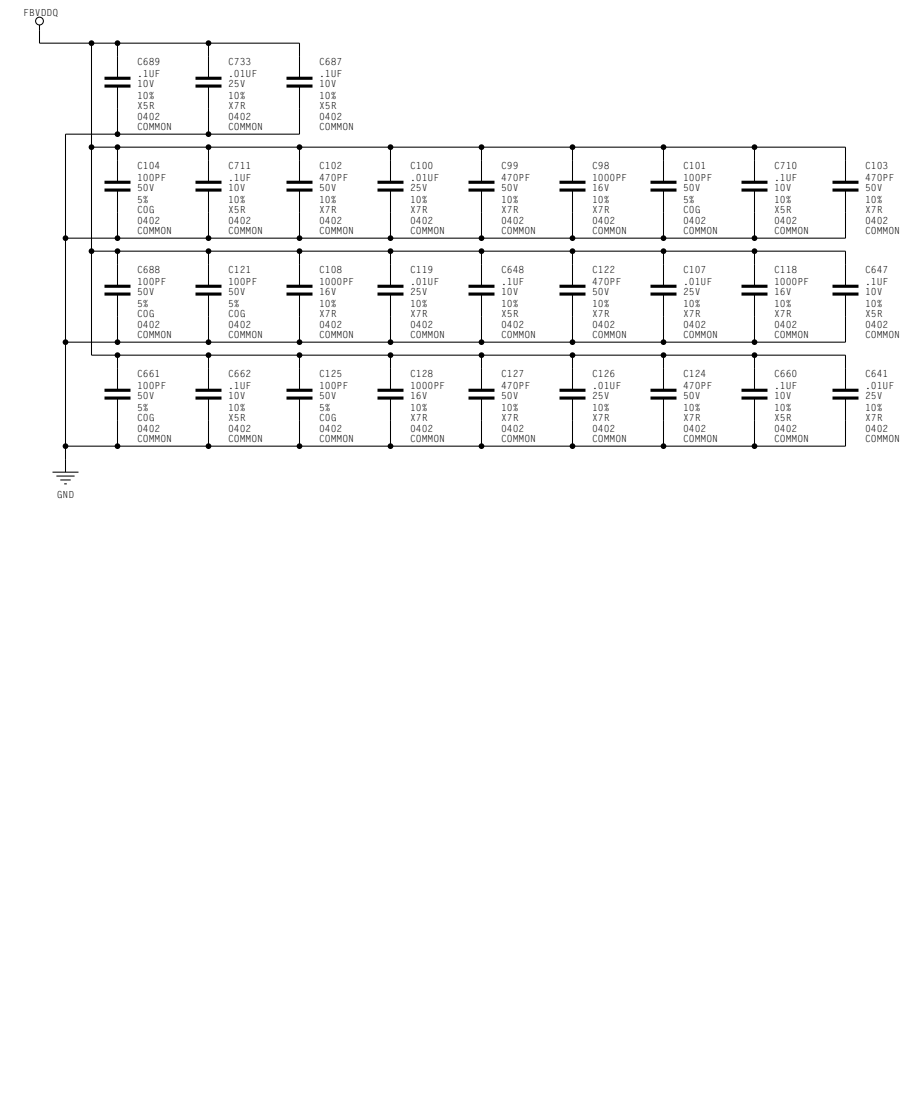 FBVDDQ
C689
.1UF
10V
10%
X5R
0402
COMMON
C733
.01UF
25V
10%
X7R
0402
COMMON
C687
.1UF
10V
10%
X5R
0402
COMMON
C104
100PF
50V
5%
COG
0402
COMMON
C711
.1UF
10V
10%
X5R
0402
COMMON
C102
470PF
50V
10%
X7R
0402
COMMON
C100
.01UF
25V
10%
X7R
0402
COMMON
C99
470PF
50V
10%
X7R
0402
COMMON
C98
1000PF
16V
10%
X7R
0402
COMMON
C101
100PF
50V
5%
COG
0402
COMMON
C710
.1UF
10V
10%
X5R
0402
COMMON
C103
470PF
50V
10%
X7R
0402
COMMON
C688
100PF
50V
5%
COG
0402
COMMON
C121
100PF
50V
5%
COG
0402
COMMON
C108
1000PF
16V
10%
X7R
0402
COMMON
C119
.01UF
25V
10%
X7R
0402
COMMON
C648
.1UF
10V
10%
X5R
0402
COMMON
C122
470PF
50V
10%
X7R
0402
COMMON
C107
.01UF
25V
10%
X7R
0402
COMMON
C118
1000PF
16V
10%
X7R
0402
COMMON
C647
.1UF
10V
10%
X5R
0402
COMMON
C661
100PF
50V
5%
COG
0402
COMMON
C662
.1UF
10V
10%
X5R
0402
COMMON
C125
100PF
50V
5%
COG
0402
COMMON
C128
1000PF
16V
10%
X7R
0402
COMMON
C127
470PF
50V
10%
X7R
0402
COMMON
C126
.01UF
25V
10%
X7R
0402
COMMON
C124
470PF
50V
10%
X7R
0402
COMMON
C660
.1UF
10V
10%
X5R
0402
COMMON
C641
.01UF
25V
10%
X7R
0402
COMMON
GND